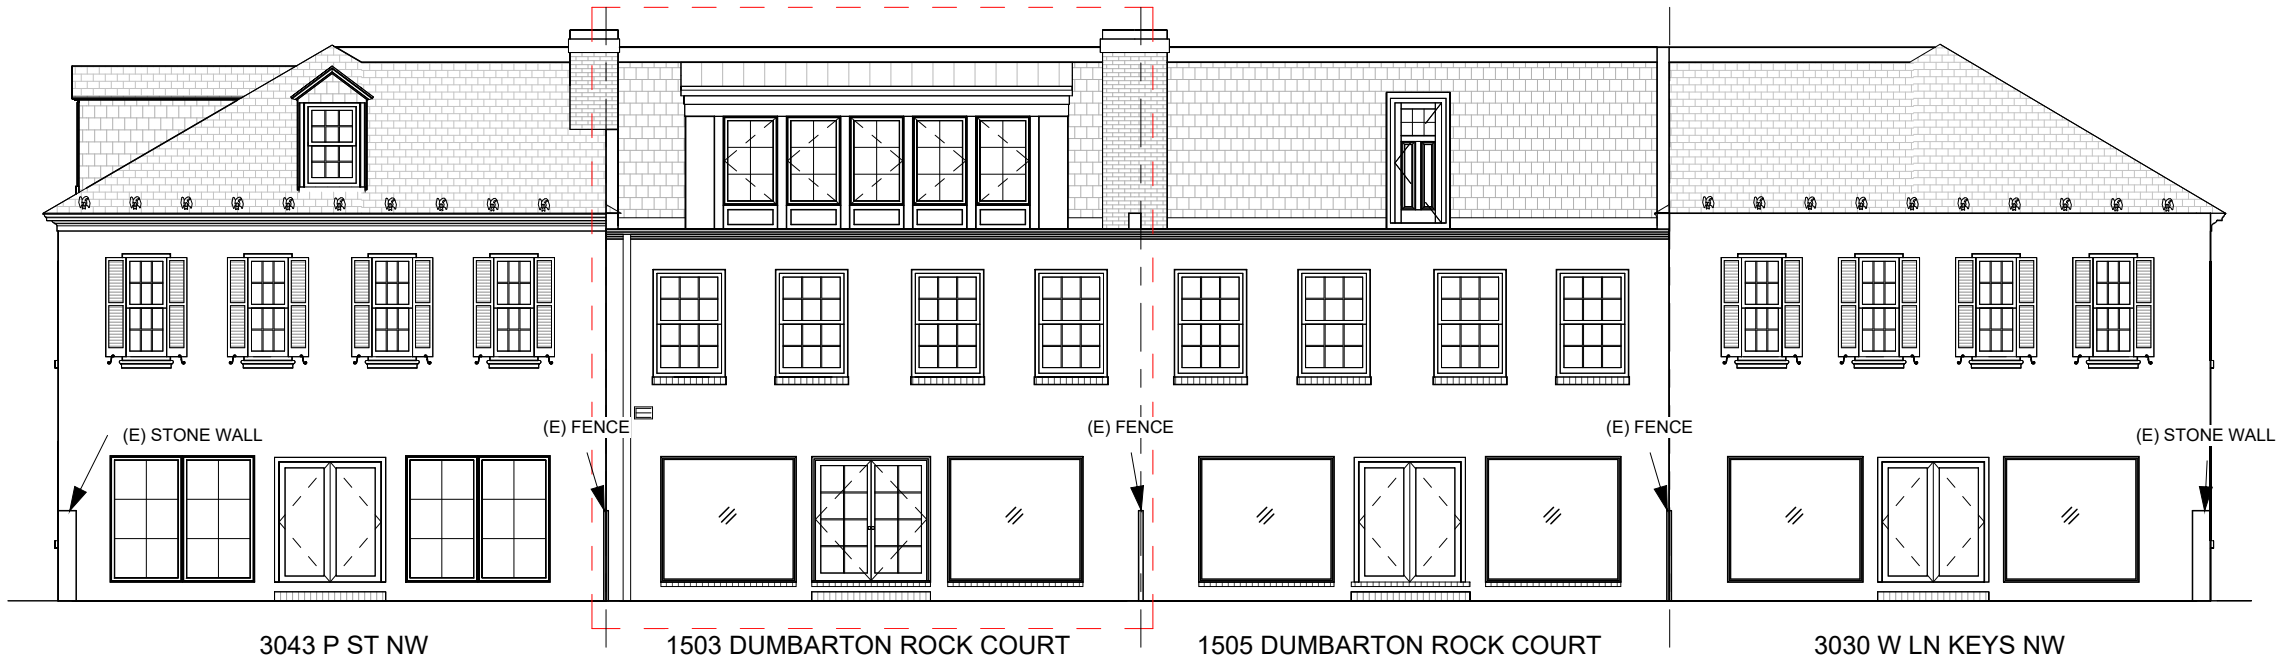 (E) STONE WALL
(E) FENCE
(E) FENCE
(E) FENCE
(E) STONE WALL
3043 P ST NW
1503 DUMBARTON ROCK COURT
1505 DUMBARTON ROCK COURT
3030 W LN KEYS NW